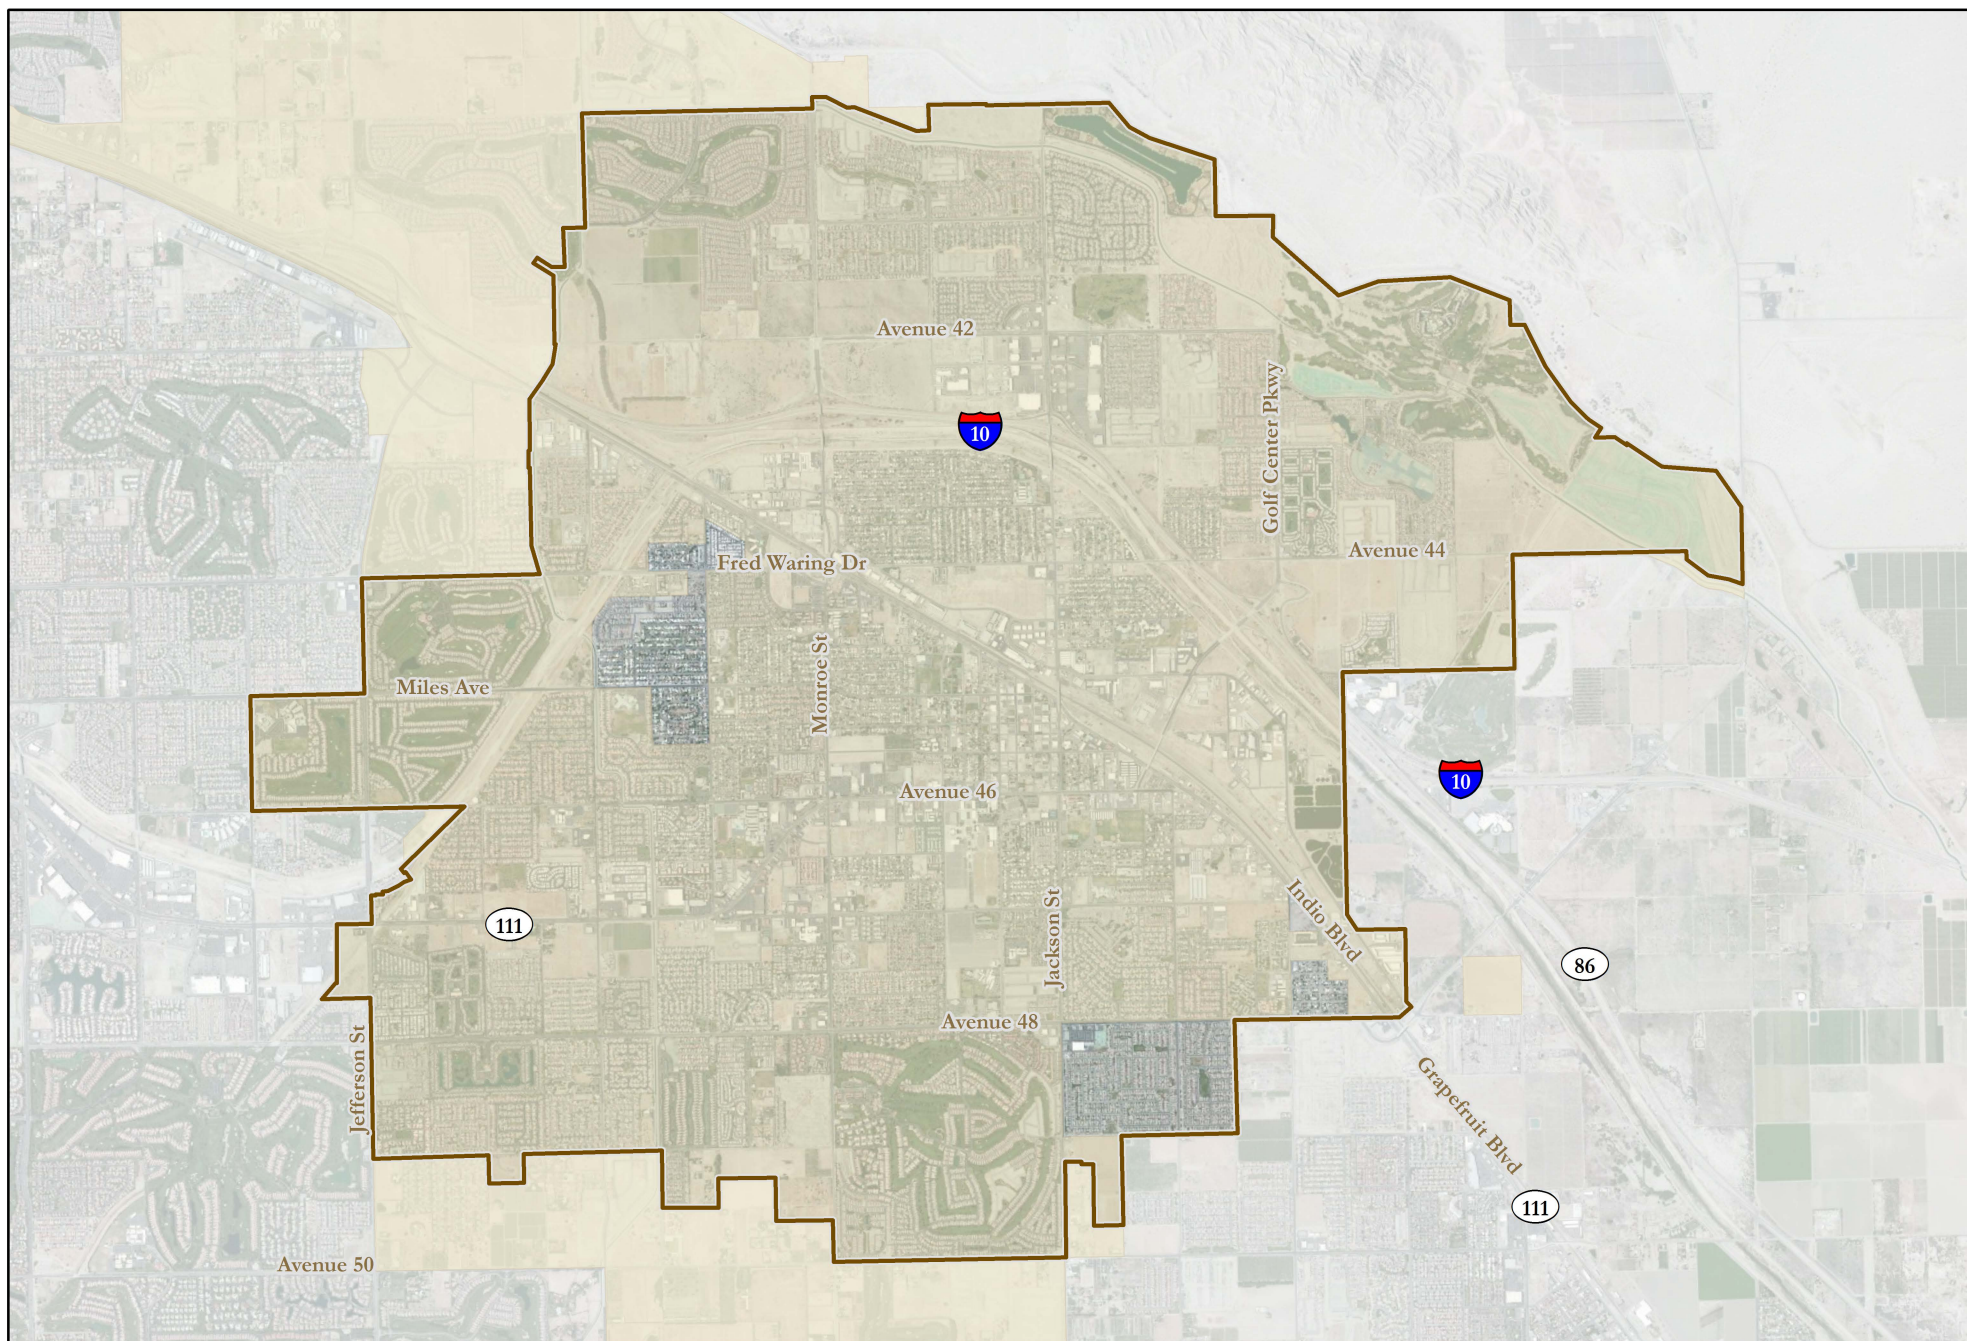 Avenue 42
Golf Center Pkwy
10
Avenue 44
Fred Waring Dr
Monroe St
Miles Ave
Avenue 46
10
111
Jackson St
Indio Blvd
86
Avenue 48
Jefferson St
Grapefruit Blvd
111
Avenue 50